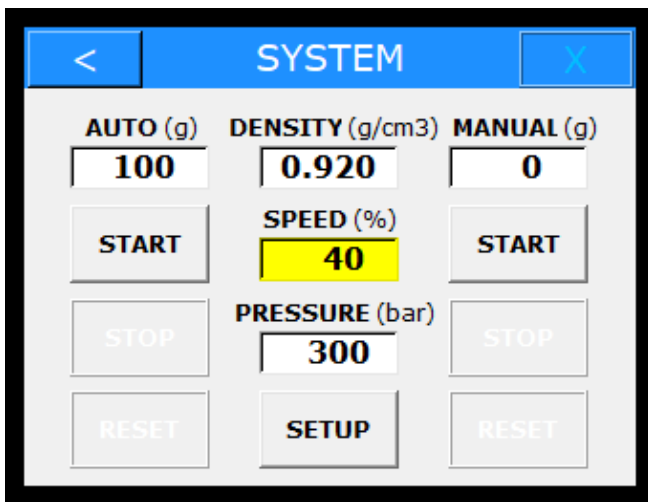 < SYSTEM X
AUTO (g) DENSITY (g/cm3) MANUAL (g)
100 0.920 0
SPEED (%)
START 40 START
PRESSURE (bar)
STOP 300 STOP
RESET SETUP RESET